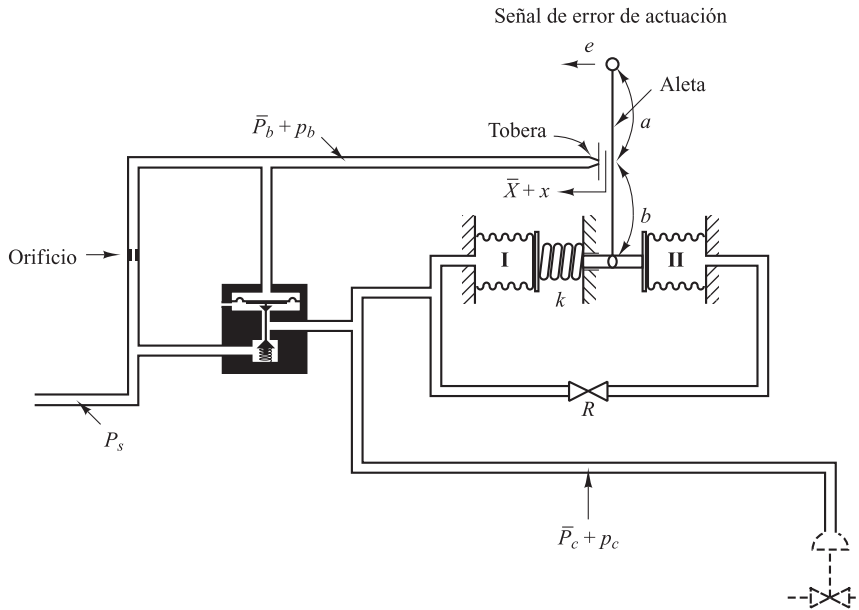 Señal de error de actuación
e
Aleta
a
P̅b + pb
Tobera
X̅ + x
b
Orificio
I
II
k
R
Ps
P̅c + pc